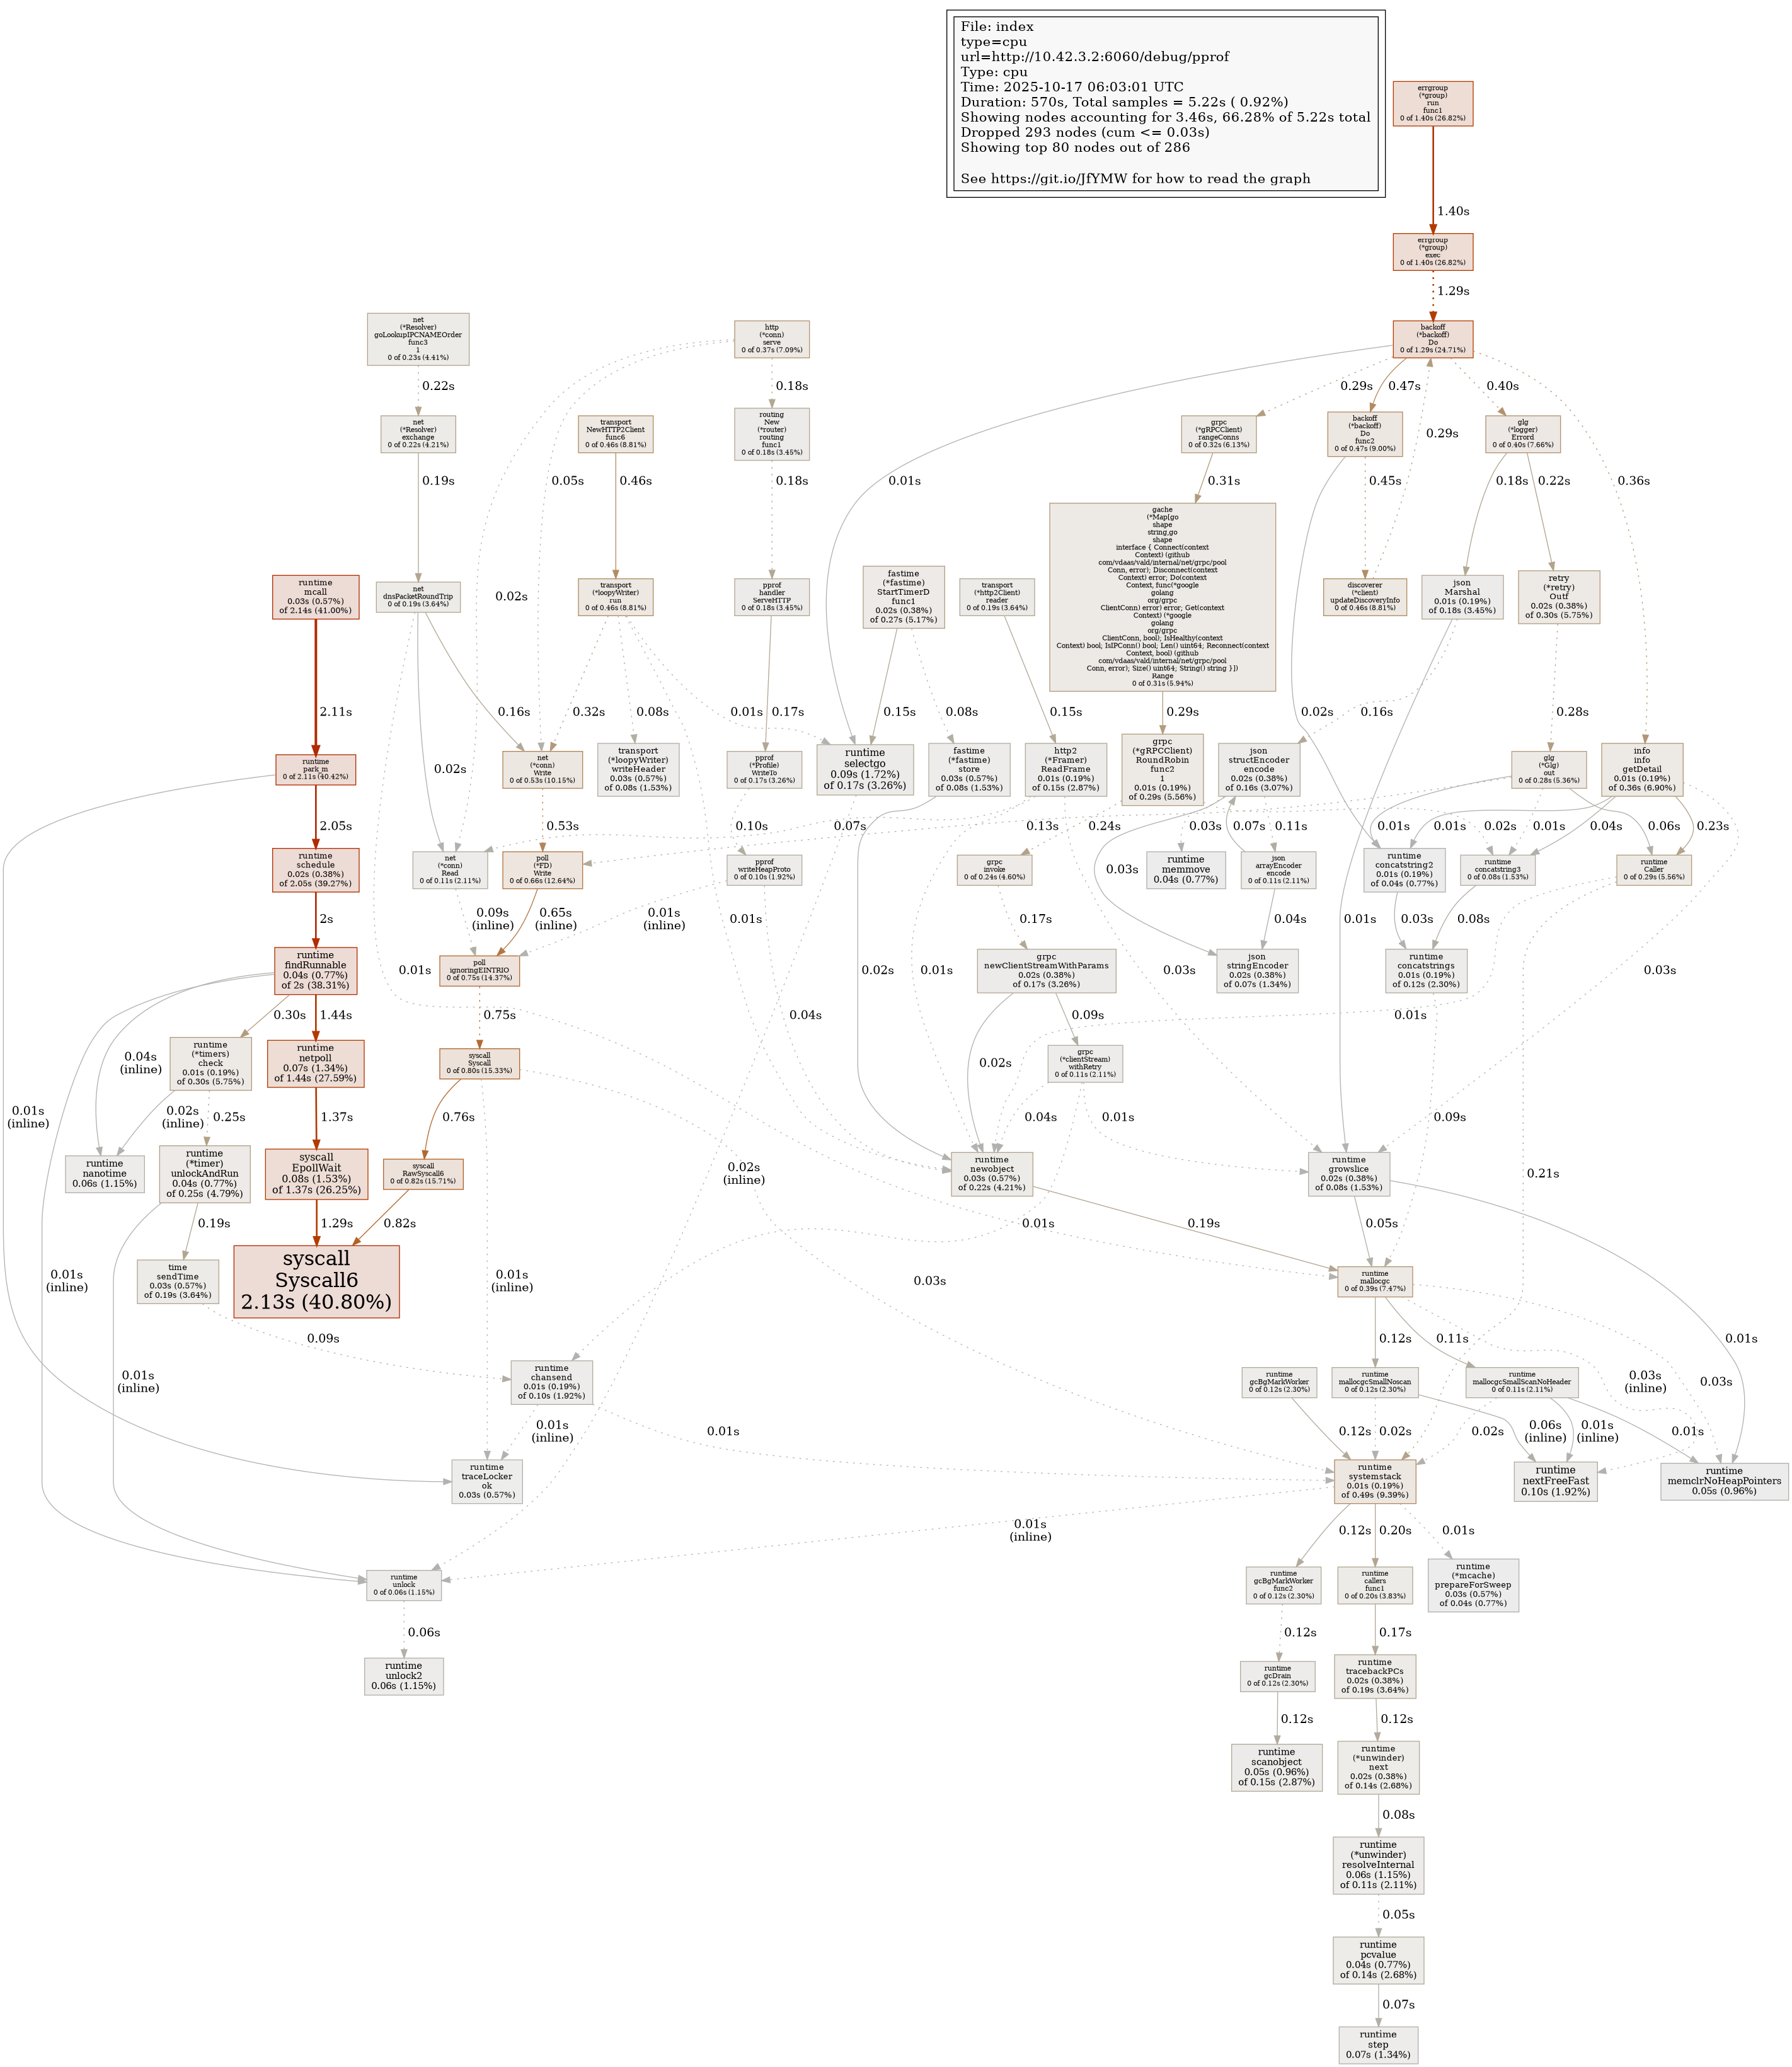 File: index
type=cpu
url=http://10.42.3.2:6060/debug/pprof
Type: cpu
Time: 2025-10-17 06:03:01 UTC
Duration: 570s, Total samples = 5.22s ( 0.92%)
Showing nodes accounting for 3.46s, 66.28% of 5.22s total
Dropped 293 nodes (cum <= 0.03s)
Showing top 80 nodes out of 286
See https://git.io/JfYMW for how to read the graph
errgroup
(*group)
run
func1
0 of 1.40s (26.82%)
1.40s
errgroup
(*group)
exec
0 of 1.40s (26.82%)
1.29s
net
(*Resolver)
goLookupIPCNAMEOrder
func3
1
0 of 0.23s (4.41%)
http
(*conn)
serve
0 of 0.37s (7.09%)
backoff
(*backoff)
Do
0 of 1.29s (24.71%)
0.22s
0.18s
0.29s
0.47s
0.40s
net
(*Resolver)
exchange
0 of 0.22s (4.21%)
transport
NewHTTP2Client
func6
0 of 0.46s (8.81%)
routing
New
(*router)
routing
func1
0 of 0.18s (3.45%)
grpc
(*gRPCClient)
rangeConns
0 of 0.32s (6.13%)
backoff
(*backoff)
Do
func2
0 of 0.47s (9.00%)
0.29s
glg
(*logger)
Errord
0 of 0.40s (7.66%)
0.19s
0.05s
0.46s
0.18s
0.01s
0.31s
0.45s
0.18s
0.22s
0.36s
runtime
mcall
0.03s (0.57%)
of 2.14s (41.00%)
net
dnsPacketRoundTrip
0 of 0.19s (3.64%)
0.02s
transport
(*loopyWriter)
run
0 of 0.46s (8.81%)
pprof
handler
ServeHTTP
0 of 0.18s (3.45%)
fastime
(*fastime)
StartTimerD
func1
0.02s (0.38%)
of 0.27s (5.17%)
transport
(*http2Client)
reader
0 of 0.19s (3.64%)
gache
(*Map[go
shape
string,go
shape
interface { Connect(context
Context) (github
com/vdaas/vald/internal/net/grpc/pool
Conn, error); Disconnect(context
Context) error; Do(context
Context, func(*google
golang
org/grpc
ClientConn) error) error; Get(context
Context) (*google
golang
org/grpc
ClientConn, bool); IsHealthy(context
Context) bool; IsIPConn() bool; Len() uint64; Reconnect(context
Context, bool) (github
com/vdaas/vald/internal/net/grpc/pool
Conn, error); Size() uint64; String() string }])
Range
0 of 0.31s (5.94%)
discoverer
(*client)
updateDiscoveryInfo
0 of 0.46s (8.81%)
json
Marshal
0.01s (0.19%)
of 0.18s (3.45%)
retry
(*retry)
Outf
0.02s (0.38%)
of 0.30s (5.75%)
2.11s
0.16s
0.32s
0.08s
0.01s
0.17s
0.15s
0.08s
0.15s
0.29s
0.02s
0.16s
0.28s
runtime
park_m
0 of 2.11s (40.42%)
0.02s
net
(*conn)
Write
0 of 0.53s (10.15%)
transport
(*loopyWriter)
writeHeader
0.03s (0.57%)
of 0.08s (1.53%)
pprof
(*Profile)
WriteTo
0 of 0.17s (3.26%)
runtime
selectgo
0.09s (1.72%)
of 0.17s (3.26%)
fastime
(*fastime)
store
0.03s (0.57%)
of 0.08s (1.53%)
http2
(*Framer)
ReadFrame
0.01s (0.19%)
of 0.15s (2.87%)
grpc
(*gRPCClient)
RoundRobin
func2
1
0.01s (0.19%)
of 0.29s (5.56%)
json
structEncoder
encode
0.02s (0.38%)
of 0.16s (3.07%)
glg
(*Glg)
out
0 of 0.28s (5.36%)
info
info
getDetail
0.01s (0.19%)
of 0.36s (6.90%)
2.05s
0.53s
0.10s
0.07s
0.13s
0.24s
0.03s
0.07s
0.11s
0.01s
0.01s
0.02s
0.01s
0.04s
0.06s
0.23s
runtime
schedule
0.02s (0.38%)
of 2.05s (39.27%)
net
(*conn)
Read
0 of 0.11s (2.11%)
poll
(*FD)
Write
0 of 0.66s (12.64%)
pprof
writeHeapProto
0 of 0.10s (1.92%)
grpc
invoke
0 of 0.24s (4.60%)
0.03s
runtime
memmove
0.04s (0.77%)
json
arrayEncoder
encode
0 of 0.11s (2.11%)
runtime
concatstring2
0.01s (0.19%)
of 0.04s (0.77%)
runtime
concatstring3
0 of 0.08s (1.53%)
runtime
Caller
0 of 0.29s (5.56%)
2s
0.09s
(inline)
0.65s
(inline)
0.01s
(inline)
0.01s
0.17s
0.04s
0.01s
0.03s
0.08s
runtime
findRunnable
0.04s (0.77%)
of 2s (38.31%)
0.01s
poll
ignoringEINTRIO
0 of 0.75s (14.37%)
0.02s
0.01s
grpc
newClientStreamWithParams
0.02s (0.38%)
of 0.17s (3.26%)
0.03s
json
stringEncoder
0.02s (0.38%)
of 0.07s (1.34%)
runtime
concatstrings
0.01s (0.19%)
of 0.12s (2.30%)
0.03s
0.30s
1.44s
0.75s
0.04s
0.09s
0.01s
0.04s
(inline)
runtime
(*timers)
check
0.01s (0.19%)
of 0.30s (5.75%)
runtime
netpoll
0.07s (1.34%)
of 1.44s (27.59%)
syscall
Syscall
0 of 0.80s (15.33%)
0.02s
grpc
(*clientStream)
withRetry
0 of 0.11s (2.11%)
0.01s
(inline)
0.02s
(inline)
0.25s
1.37s
0.76s
0.04s
0.01s
0.09s
runtime
nanotime
0.06s (1.15%)
runtime
(*timer)
unlockAndRun
0.04s (0.77%)
of 0.25s (4.79%)
syscall
EpollWait
0.08s (1.53%)
of 1.37s (26.25%)
syscall
RawSyscall6
0 of 0.82s (15.71%)
0.02s
(inline)
runtime
newobject
0.03s (0.57%)
of 0.22s (4.21%)
runtime
growslice
0.02s (0.38%)
of 0.08s (1.53%)
0.21s
0.19s
1.29s
0.82s
0.01s
0.19s
0.05s
0.01s
(inline)
time
sendTime
0.03s (0.57%)
of 0.19s (3.64%)
syscall
Syscall6
2.13s (40.80%)
0.01s
(inline)
0.03s
runtime
mallocgc
0 of 0.39s (7.47%)
0.09s
0.12s
0.11s
0.01s
0.01s
(inline)
runtime
chansend
0.01s (0.19%)
of 0.10s (1.92%)
runtime
gcBgMarkWorker
0 of 0.12s (2.30%)
runtime
mallocgcSmallNoscan
0 of 0.12s (2.30%)
runtime
mallocgcSmallScanNoHeader
0 of 0.11s (2.11%)
0.03s
(inline)
0.03s
0.01s
(inline)
0.01s
0.12s
0.02s
0.02s
0.06s
(inline)
0.01s
(inline)
0.01s
runtime
traceLocker
ok
0.03s (0.57%)
runtime
systemstack
0.01s (0.19%)
of 0.49s (9.39%)
runtime
nextFreeFast
0.10s (1.92%)
runtime
memclrNoHeapPointers
0.05s (0.96%)
0.01s
(inline)
0.12s
0.20s
0.01s
runtime
unlock
0 of 0.06s (1.15%)
runtime
gcBgMarkWorker
func2
0 of 0.12s (2.30%)
runtime
callers
func1
0 of 0.20s (3.83%)
runtime
(*mcache)
prepareForSweep
0.03s (0.57%)
of 0.04s (0.77%)
0.06s
0.12s
0.17s
runtime
unlock2
0.06s (1.15%)
runtime
gcDrain
0 of 0.12s (2.30%)
runtime
tracebackPCs
0.02s (0.38%)
of 0.19s (3.64%)
0.12s
0.12s
runtime
scanobject
0.05s (0.96%)
of 0.15s (2.87%)
runtime
(*unwinder)
next
0.02s (0.38%)
of 0.14s (2.68%)
0.08s
runtime
(*unwinder)
resolveInternal
0.06s (1.15%)
of 0.11s (2.11%)
0.05s
runtime
pcvalue
0.04s (0.77%)
of 0.14s (2.68%)
0.07s
runtime
step
0.07s (1.34%)